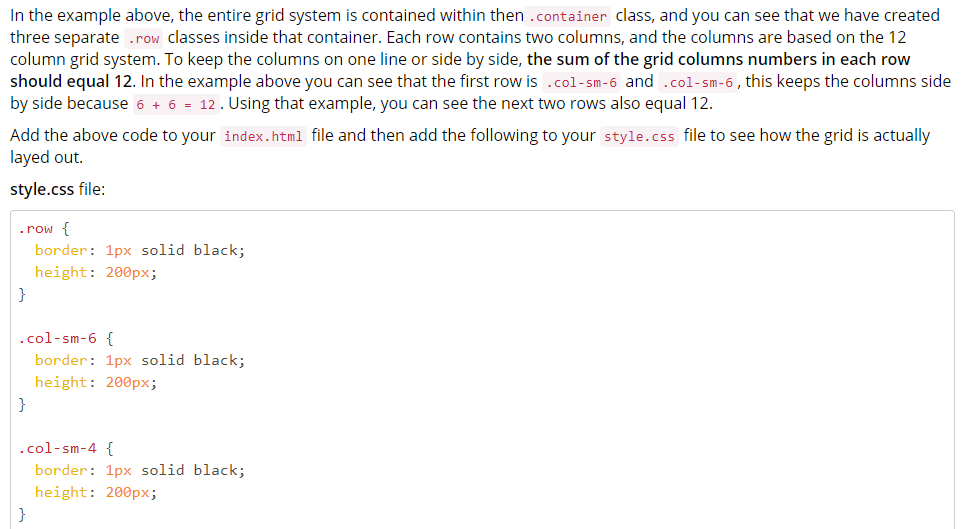 In the example above, the entire grid system is contained within then .container class, and you can see that we have created
three separate .row classes inside that container. Each row contains two columns, and the columns are based on the 12
column grid system. To keep the columns on one line or side by side, the sum of the grid columns numbers in each row
should equal 12. In the example above you can see that the first row is .col-sm-6 and .col-sm-6, this keeps the columns side
by side because 6 + 6 = 12. Using that example, you can see the next two rows also equal 12.
Add the above code to your index.html file and then add the following to your style.css file to see how the grid is actually
layed out.
style.css file:
.row {
  border: 1px solid black;
  height: 200px;
}
.col-sm-6 {
  border: 1px solid black;
  height: 200px;
}
.col-sm-4 {
  border: 1px solid black;
  height: 200px;
}